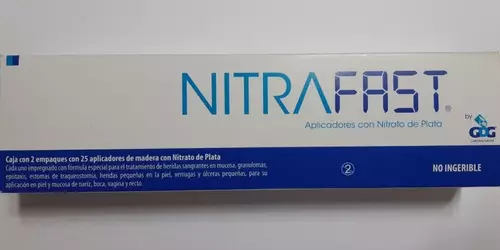 NITRAFAST®
Aplicadores con Nitrato de Plata
by
G&G
Caja con 2 empaques con 25 aplicadores de madera con Nitrato de Plata
Cada uno impregnado con formula especial para el tratamiento de heridas sangrantes en mucosa, granulomas,
epistaxis, estomas de traqueostomía, heridas pequeñas en la piel, verrugas y úlceras pequeñas, para su
aplicación en piel y mucosa de nariz, boca, vagina y recto.
2
NO INGERIBLE